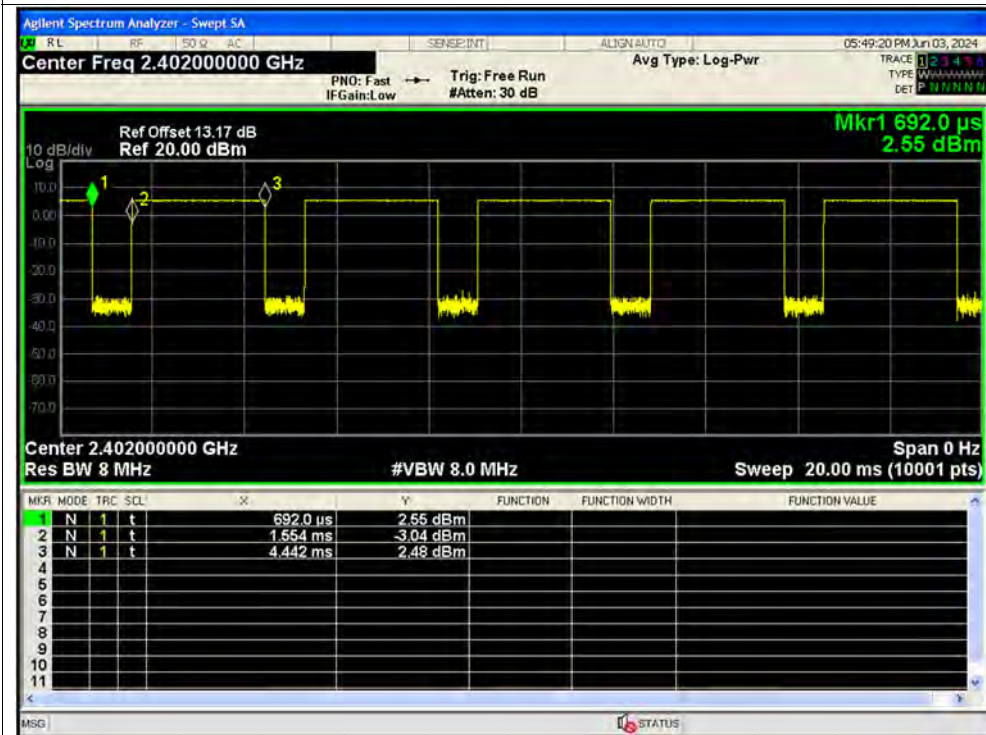 Agilent Spectrum Analyzer - Swept SA
RL RF 50 Ω AC SENSE:INT ALIGN AUTO 05:49:20 PM Jun 03, 2024
Center Freq 2.402000000 GHz
PNO: Fast
IFGain:Low
Trig: Free Run
#Atten: 30 dB
Avg Type: Log-Pwr
TRACE 1 2 3 4 5 6
TYPE
DET P N N N N N
Mkr1 692.0 µs
2.55 dBm
Ref Offset 13.17 dB
10 dB/div Ref 20.00 dBm
Log
10.0
0.00
-10.0
-20.0
-30.0
-40.0
-50.0
-60.0
-70.0
1
2
3
Center 2.402000000 GHz Span 0 Hz
Res BW 8 MHz #VBW 8.0 MHz Sweep 20.00 ms (10001 pts)
MKR MODE TRC SCL X Y FUNCTION FUNCTION WIDTH FUNCTION VALUE
1 N 1 t 692.0 µs 2.55 dBm
2 N 1 t 1.554 ms -3.04 dBm
3 N 1 t 4.442 ms 2.48 dBm
4
5
6
7
8
9
10
11
MSG STATUS